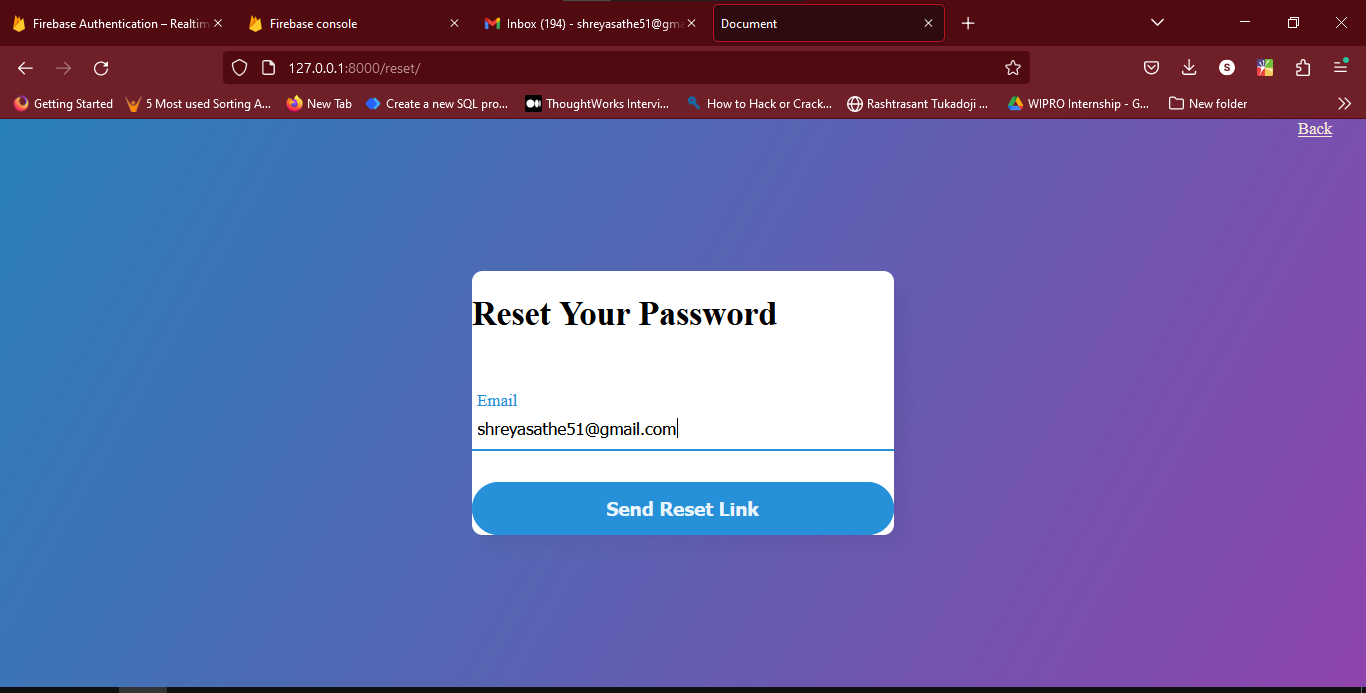 Firebase Authentication – Realtim
Firebase console
Inbox (194) - shreyasathe51@gma
Document
127.0.0.1:8000/reset/
S
Getting Started
5 Most used Sorting A...
New Tab
Create a new SQL pro...
ThoughtWorks Intervi...
How to Hack or Crack...
Rashtrasant Tukadoji ...
WIPRO Internship - G...
New folder
Back
Reset Your Password
Email
shreyasathe51@gmail.com
Send Reset Link